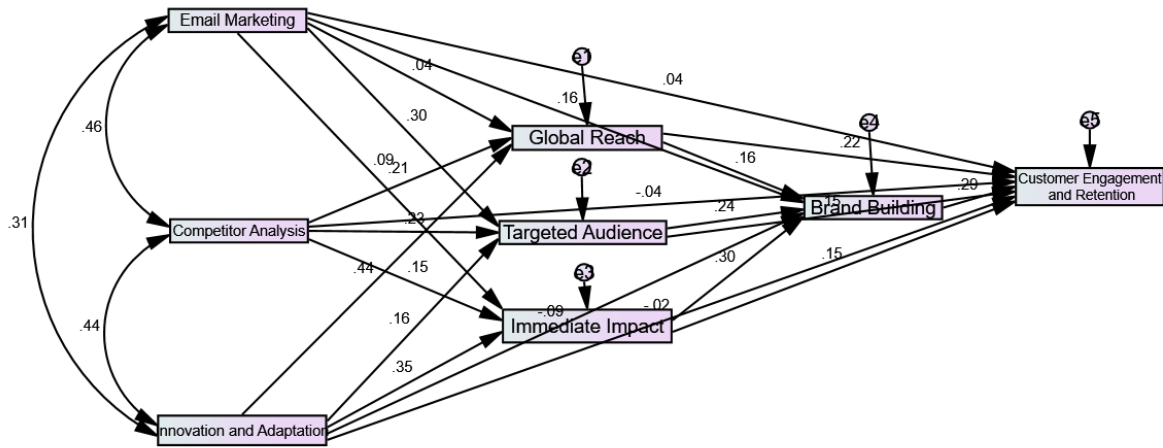 Email Marketing
e1
.04
.04
.16
.30
e4
e5
.46
.22
Global Reach
.09
.21
e2
.16
Customer Engagement
and Retention
-.04
.29
.15
Brand Building
.31
.23
.24
Competitor Analysis
Targeted Audience
.44
.15
e3
.30
.15
.44
.16
-.09
-.02
Immediate Impact
.35
nnovation and Adaptation